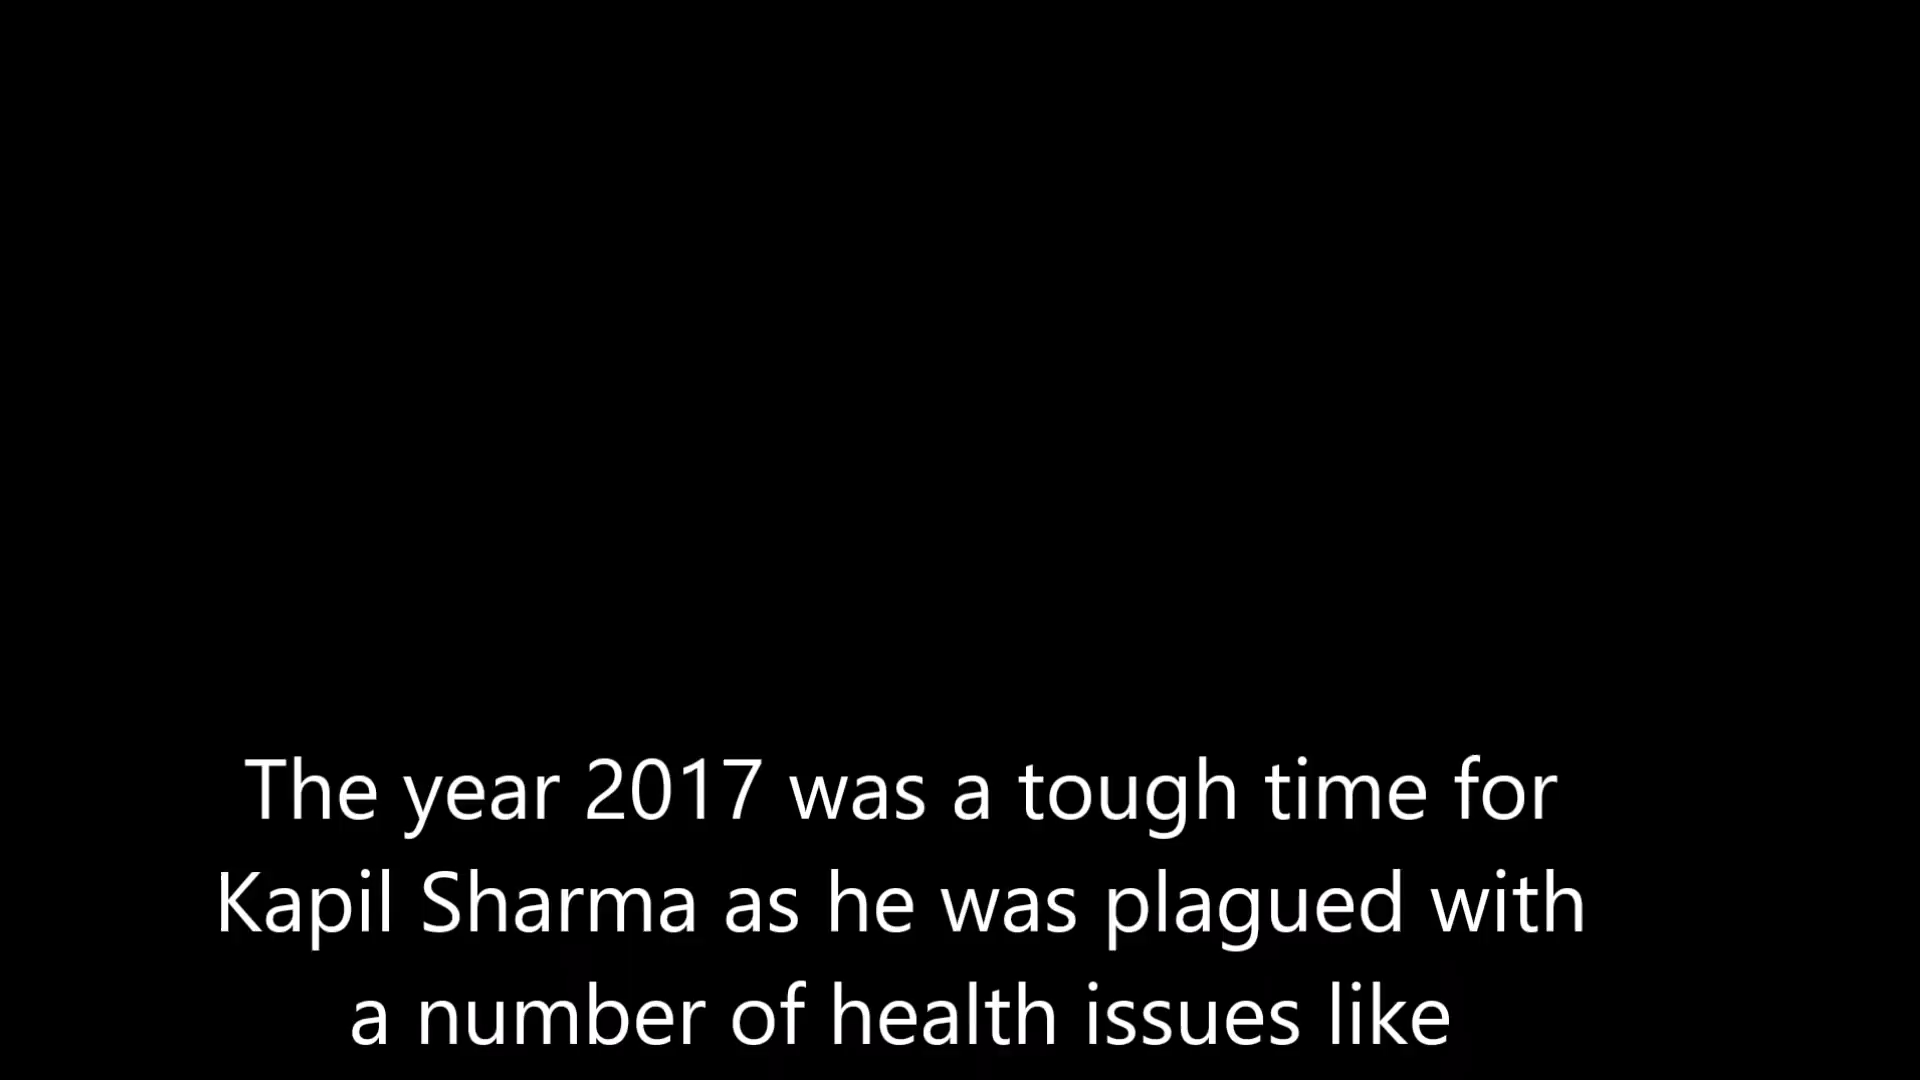 The year 2017 was a tough time for
Kapil Sharma as he was plagued with
a number of health issues like